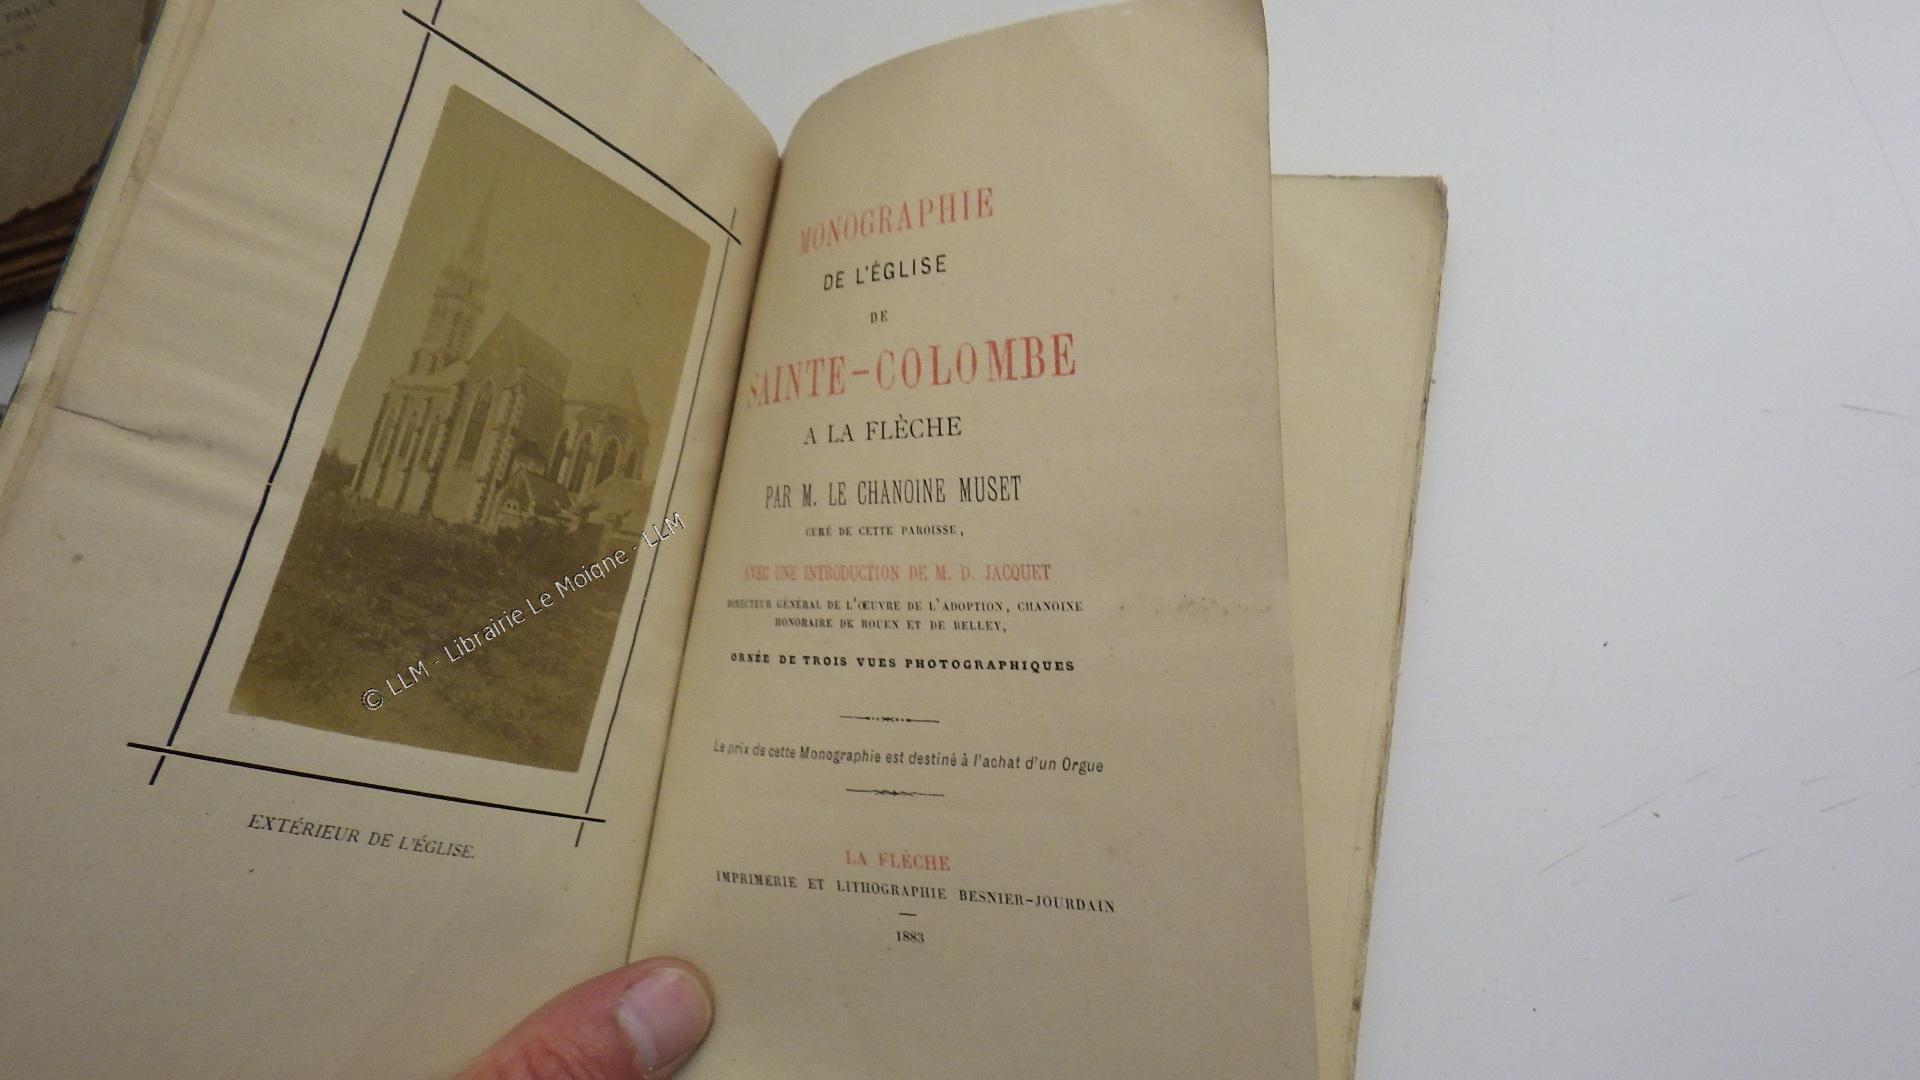 EXTÉRIEUR DE L'ÉGLISE.
© LLM - Librairie Le Moigne - LLM
MONOGRAPHIE
DE L'ÉGLISE
DE
SAINTE-COLOMBE
A LA FLÈCHE
PAR M. LE CHANOINE MUSET
CURÉ DE CETTE PAROISSE,
AVEC UNE INTRODUCTION DE M. D. JACQUET
DIRECTEUR GÉNÉRAL DE L'ŒUVRE DE L'ADOPTION, CHANOINE
HONORAIRE DE ROUEN ET DE BELLEY,
ORNÉE DE TROIS VUES PHOTOGRAPHIQUES
Le prix de cette Monographie est destiné à l'achat d'un Orgue
LA FLÈCHE
IMPRIMERIE ET LITHOGRAPHIE BESNIER-JOURDAIN
1883